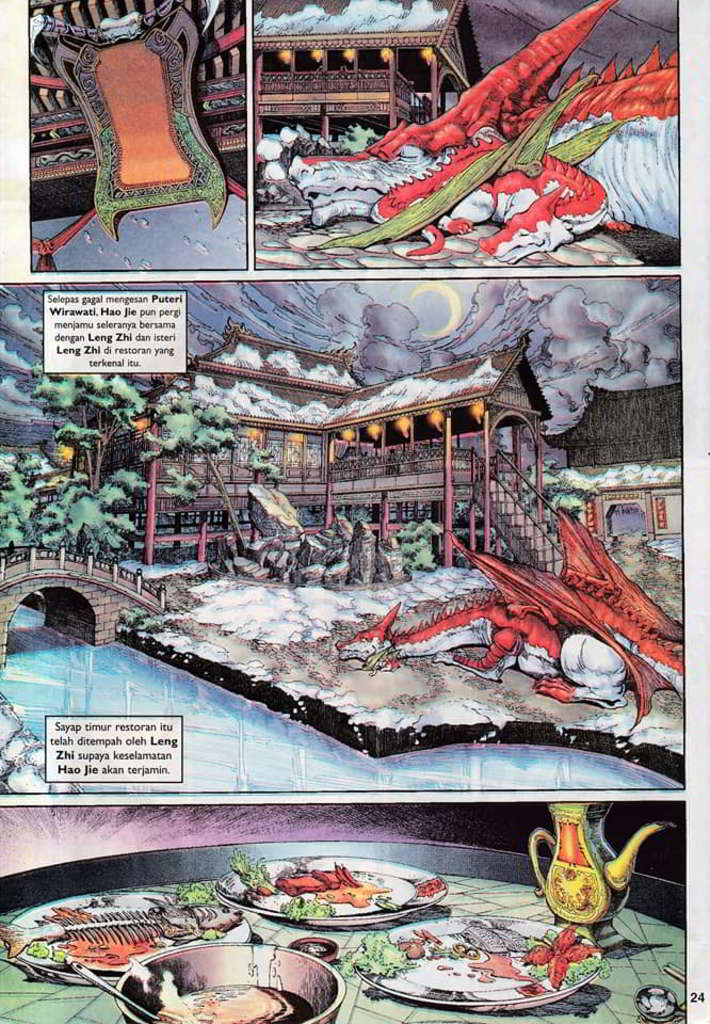 Selepas gagal mengesan Puteri
Wirawati, Hao Jie pun pergi
menjamu seleranya bersama
dengan Leng Zhi dan isteri
Leng Zhi di restoran yang
terkenal itu.
Sayap timur restoran itu
telah ditempah oleh Leng
Zhi supaya keselamatan
Hao Jie akan terjamin.
24